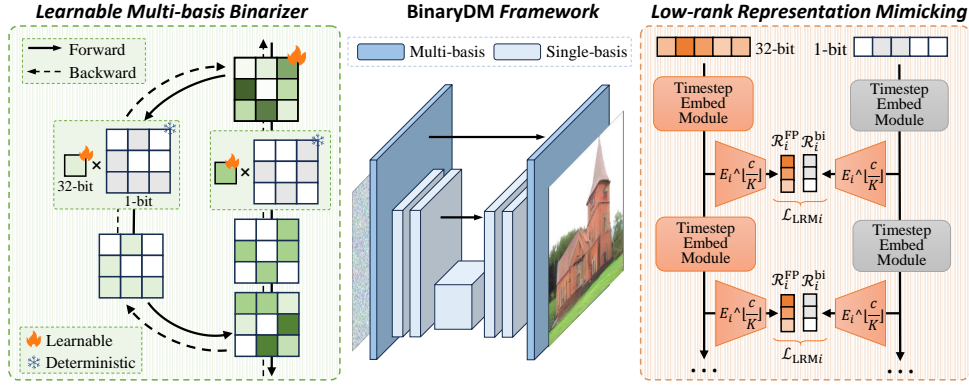 Learnable Multi-basis Binarizer
Forward
Backward
×
32-bit
1-bit
×
Learnable
Deterministic
BinaryDM Framework
Multi-basis
Single-basis
Low-rank Representation Mimicking
32-bit
1-bit
Timestep
Embed
Module
Timestep
Embed
Module
E_i^⌊c/K⌋
R_i^FP R_i^bi
E_i^⌊c/K⌋
L_LRMi
Timestep
Embed
Module
Timestep
Embed
Module
E_i^⌊c/K⌋
R_i^FP R_i^bi
E_i^⌊c/K⌋
L_LRMi
... ...